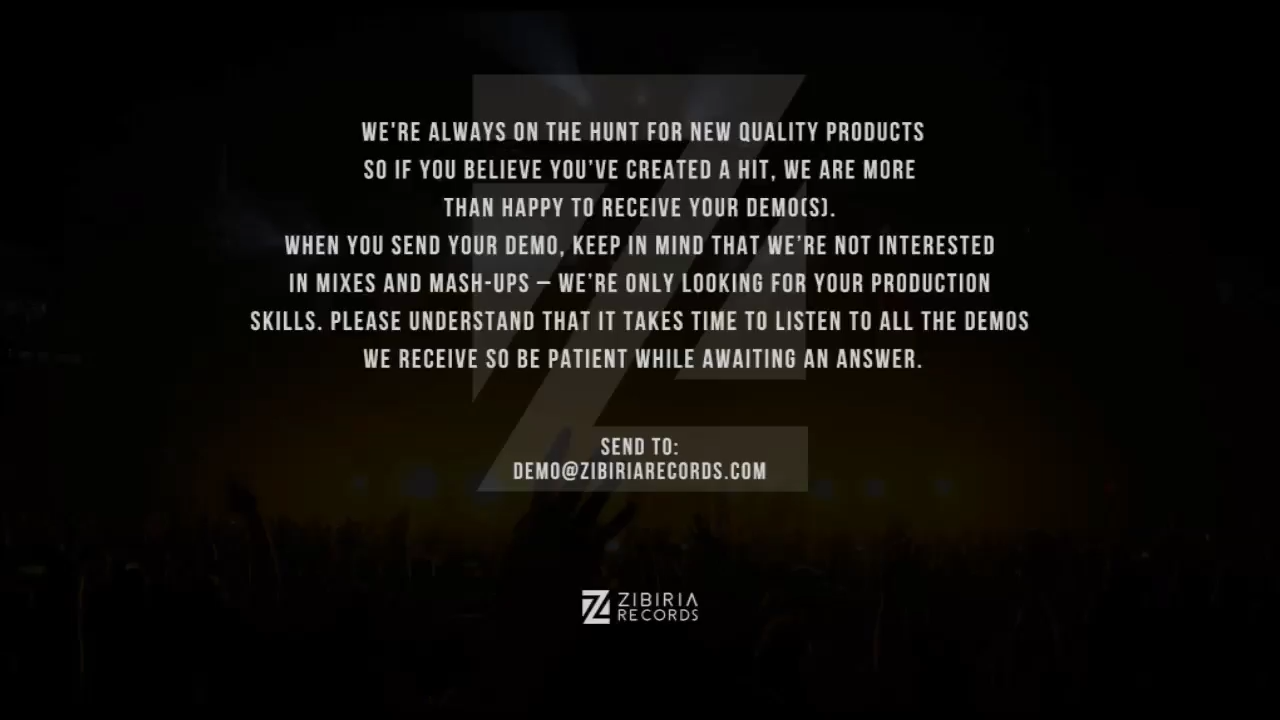 WE'RE ALWAYS ON THE HUNT FOR NEW QUALITY PRODUCTS
SO IF YOU BELIEVE YOU'VE CREATED A HIT, WE ARE MORE
THAN HAPPY TO RECEIVE YOUR DEMO(S).
WHEN YOU SEND YOUR DEMO, KEEP IN MIND THAT WE'RE NOT INTERESTED
IN MIXES AND MASH-UPS – WE'RE ONLY LOOKING FOR YOUR PRODUCTION
SKILLS. PLEASE UNDERSTAND THAT IT TAKES TIME TO LISTEN TO ALL THE DEMOS
WE RECEIVE SO BE PATIENT WHILE AWAITING AN ANSWER.
SEND TO:
DEMO@ZIBIRIARECORDS.COM
ZIBIRIA
RECORDS